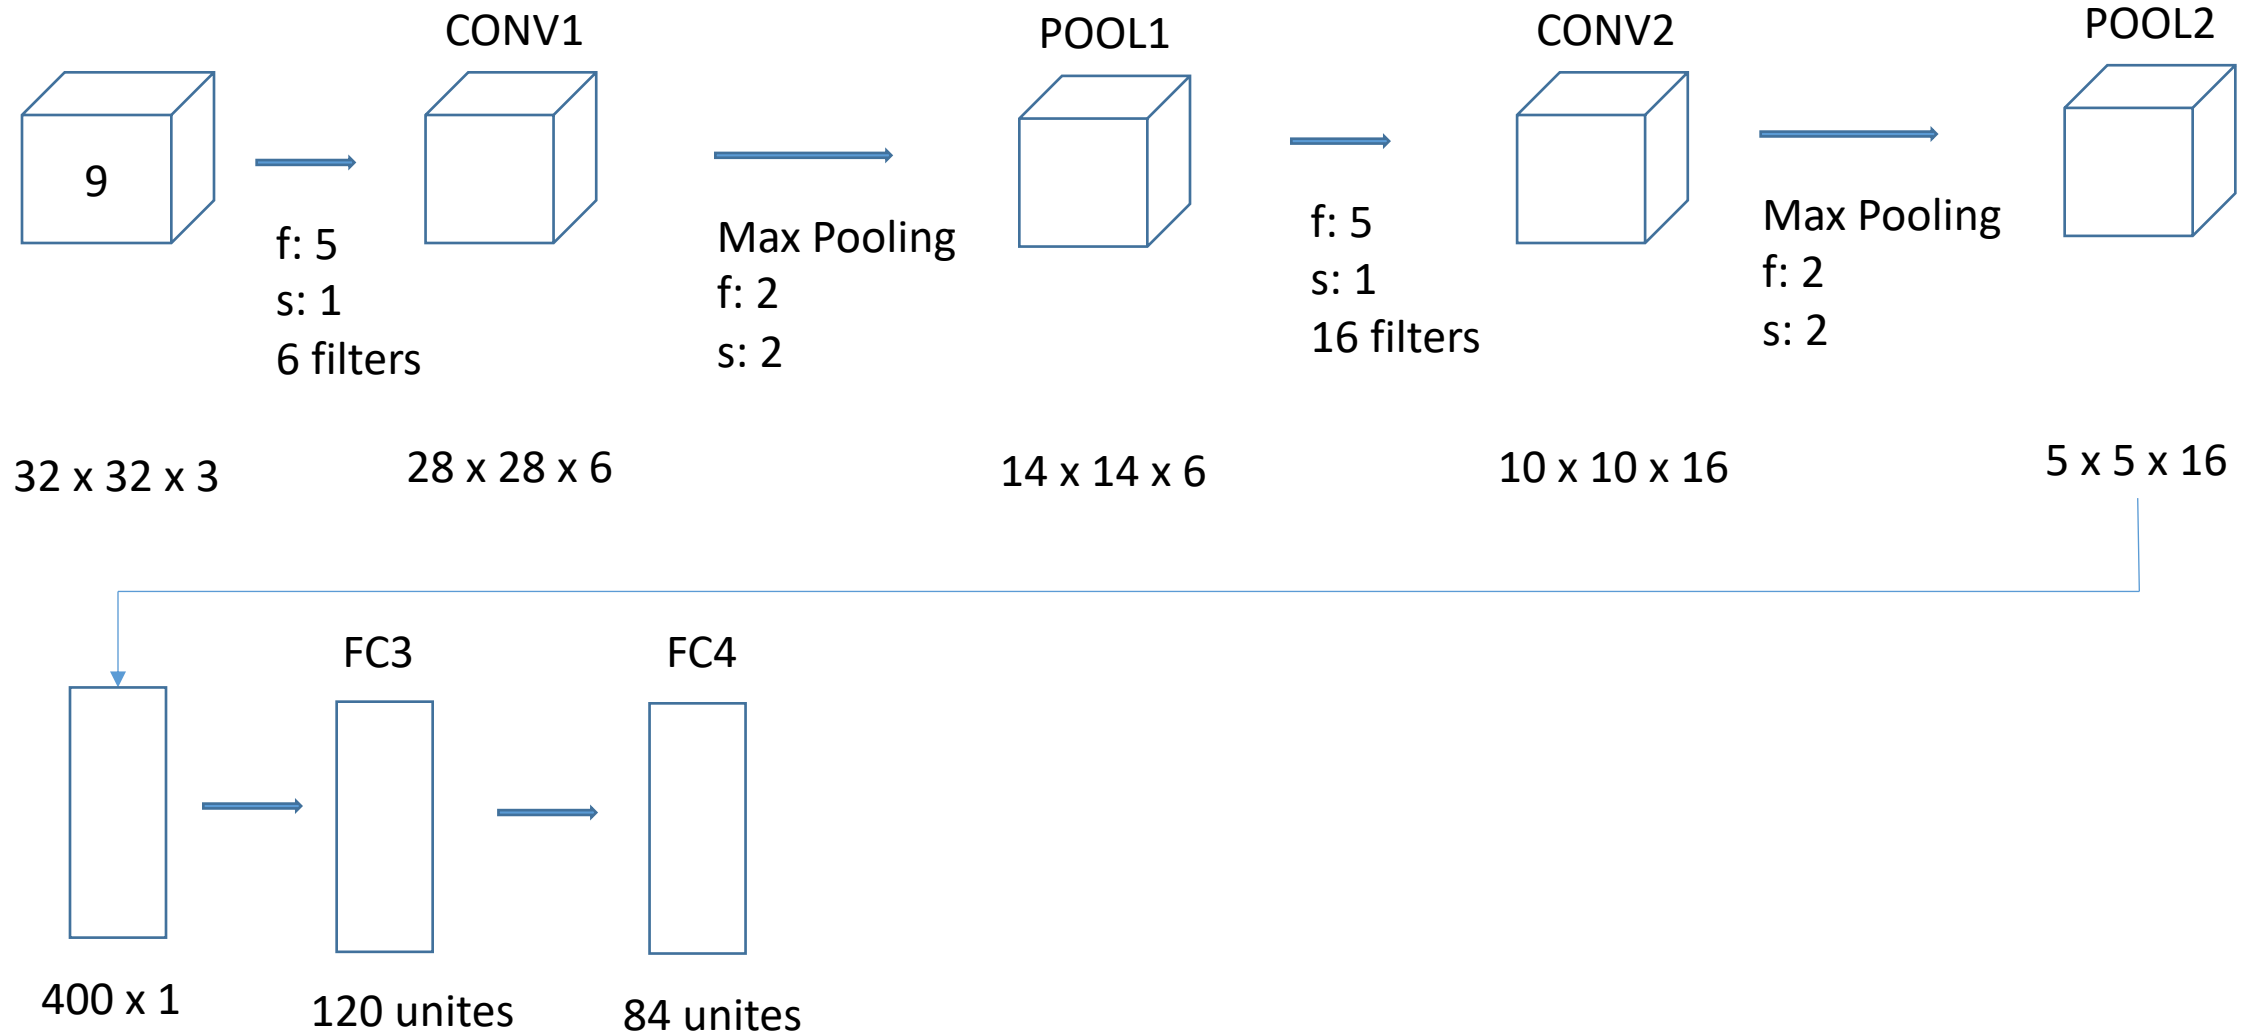 CONV1
POOL1
CONV2
POOL2
9
f: 5
s: 1
6 filters
Max Pooling
f: 2
s: 2
f: 5
s: 1
16 filters
Max Pooling
f: 2
s: 2
32 x 32 x 3
28 x 28 x 6
14 x 14 x 6
10 x 10 x 16
5 x 5 x 16
FC3
FC4
400 x 1
120 unites
84 unites